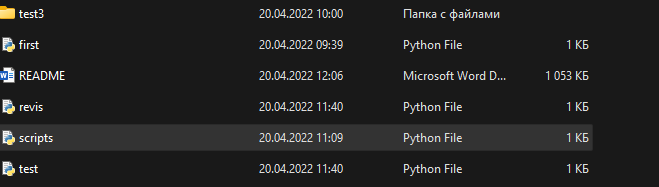 test3 20.04.2022 10:00 Папка с файлами
first 20.04.2022 09:39 Python File 1 КБ
README 20.04.2022 12:06 Microsoft Word D... 1 053 КБ
revis 20.04.2022 11:40 Python File 1 КБ
scripts 20.04.2022 11:09 Python File 1 КБ
test 20.04.2022 11:40 Python File 1 КБ